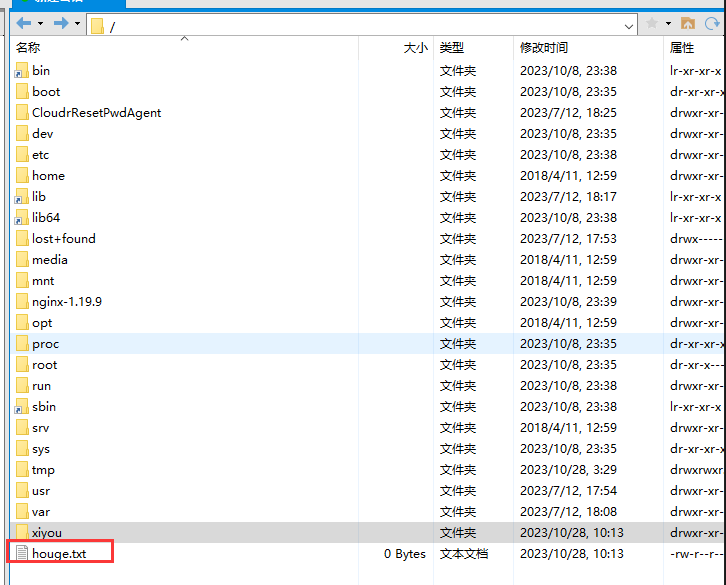 /
名称 大小 类型 修改时间 属性
bin 文件夹 2023/10/8, 23:38 lr-xr-xr-x
boot 文件夹 2023/10/8, 23:35 dr-xr-xr-x
CloudrResetPwdAgent 文件夹 2023/7/12, 18:25 drwxr-xr-
dev 文件夹 2023/10/8, 23:35 drwxr-xr-
etc 文件夹 2023/10/8, 23:38 drwxr-xr-
home 文件夹 2018/4/11, 12:59 drwxr-xr-
lib 文件夹 2023/7/12, 18:17 lr-xr-xr-x
lib64 文件夹 2023/10/8, 23:38 lr-xr-xr-x
lost+found 文件夹 2023/7/12, 17:53 drwx-----
media 文件夹 2018/4/11, 12:59 drwxr-xr-
mnt 文件夹 2018/4/11, 12:59 drwxr-xr-
nginx-1.19.9 文件夹 2023/10/8, 23:39 drwxr-xr-
opt 文件夹 2018/4/11, 12:59 drwxr-xr-
proc 文件夹 2023/10/8, 23:35 dr-xr-xr-x
root 文件夹 2023/10/8, 23:35 dr-xr-x---
run 文件夹 2023/10/8, 23:38 drwxr-xr-
sbin 文件夹 2023/10/8, 23:38 lr-xr-xr-x
srv 文件夹 2018/4/11, 12:59 drwxr-xr-
sys 文件夹 2023/10/8, 23:35 dr-xr-xr-x
tmp 文件夹 2023/10/28, 3:29 drwxrwxr
usr 文件夹 2023/7/12, 17:54 drwxr-xr-
var 文件夹 2023/7/12, 18:08 drwxr-xr-
xiyou 文件夹 2023/10/28, 10:13 drwxr-xr-
houge.txt 0 Bytes 文本文档 2023/10/28, 10:13 -rw-r--r--